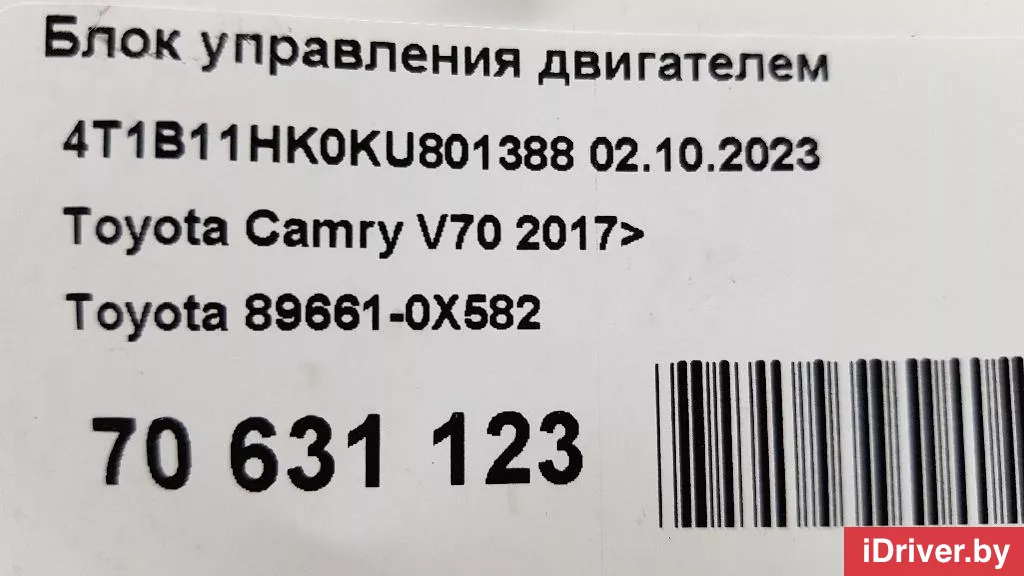 Блок управления двигателем
4T1B11HK0KU801388 02.10.2023
Toyota Camry V70 2017>
Toyota 89661-0X582
70 631 123
iDriver.by